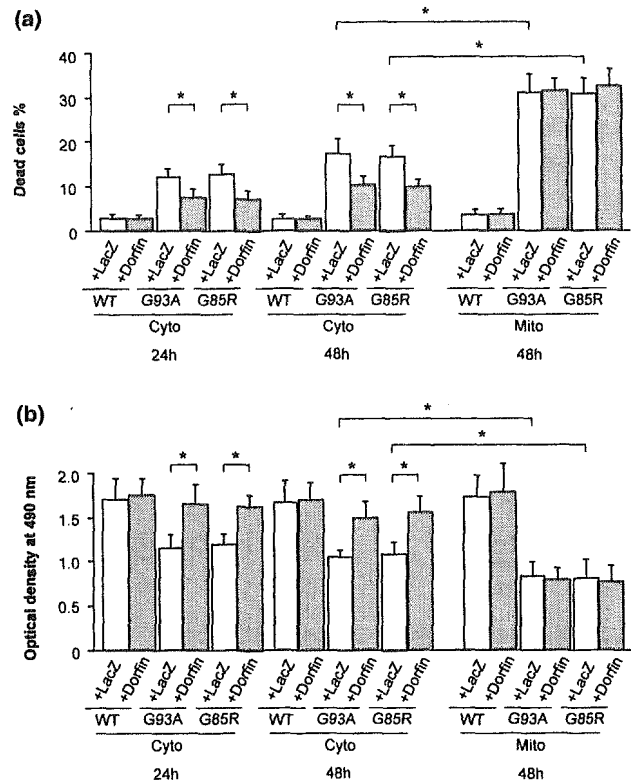 (a)
*
*
* * * *
40
30
20
10
0
Dead cells %
+LacZ +Dorfin +LacZ +Dorfin +LacZ +Dorfin +LacZ +Dorfin +LacZ +Dorfin +LacZ +Dorfin +LacZ +Dorfin +LacZ +Dorfin +LacZ +Dorfin
WT G93A G85R WT G93A G85R WT G93A G85R
Cyto Cyto Mito
24h 48h 48h
(b)
*
*
* * * *
2.0
1.5
1.0
0.5
0
Optical density at 490 nm
+LacZ +Dorfin +LacZ +Dorfin +LacZ +Dorfin +LacZ +Dorfin +LacZ +Dorfin +LacZ +Dorfin +LacZ +Dorfin +LacZ +Dorfin +LacZ +Dorfin
WT G93A G85R WT G93A G85R WT G93A G85R
Cyto Cyto Mito
24h 48h 48h